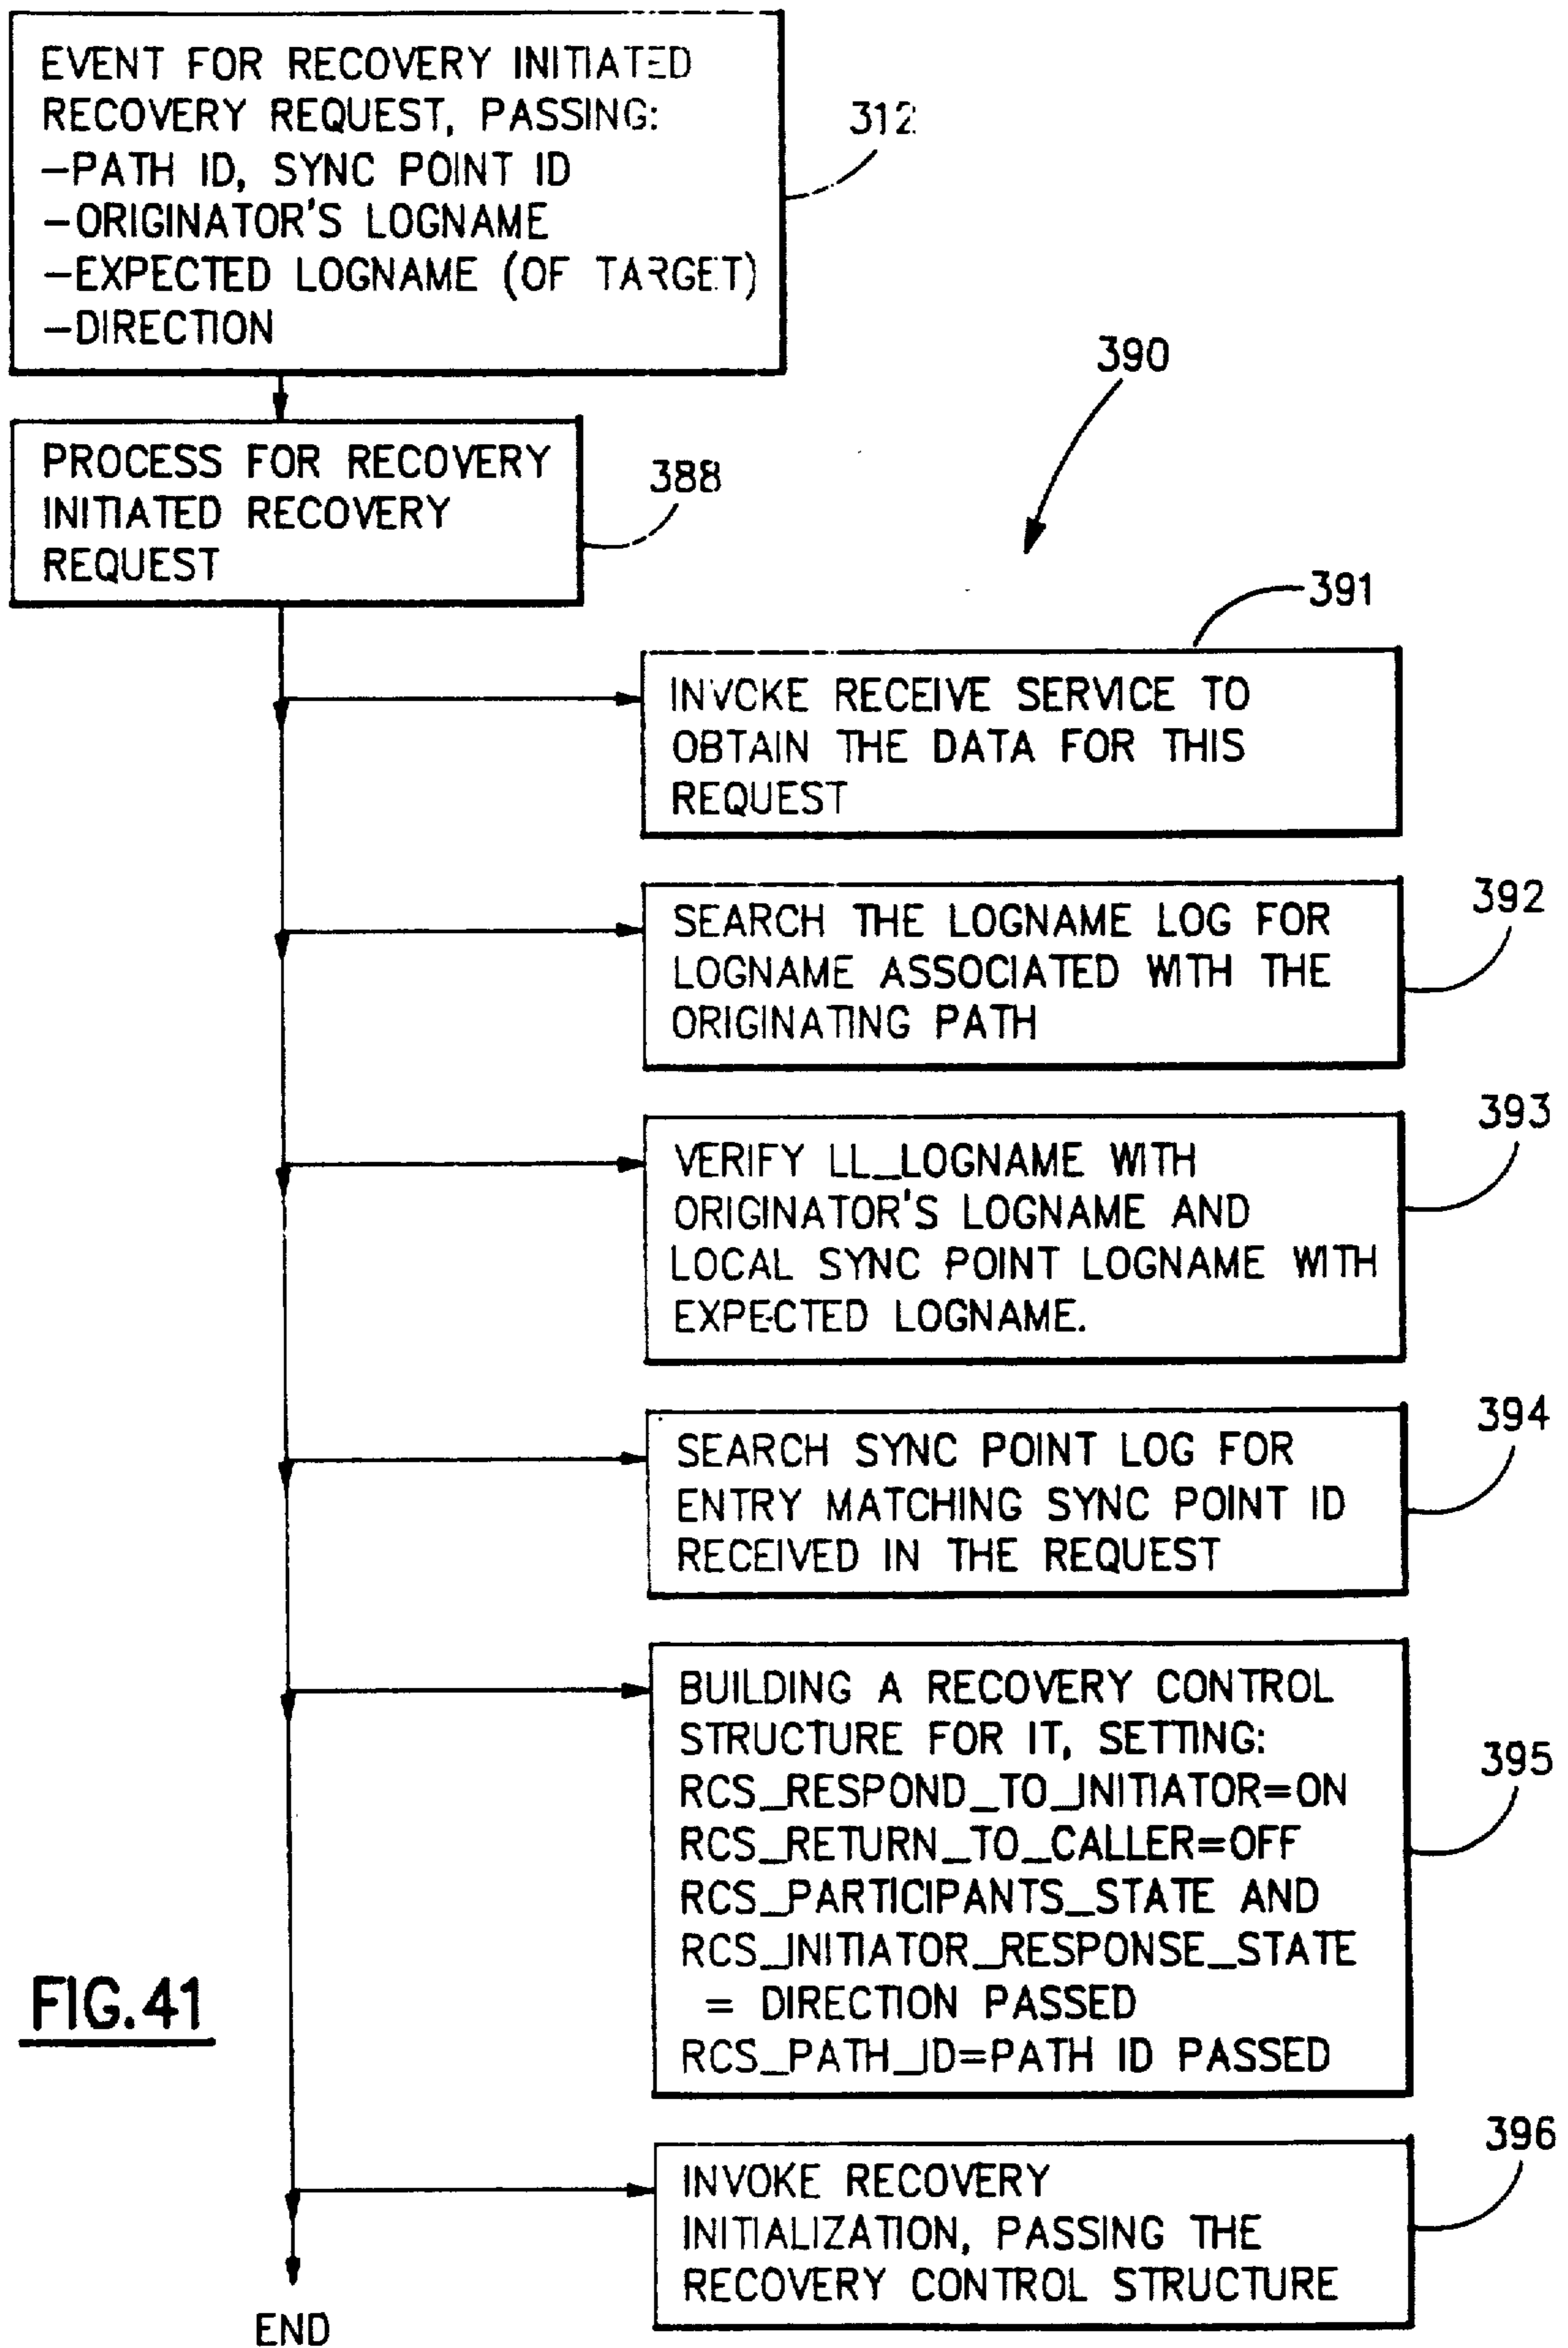 EVENT FOR RECOVERY INITIATED
RECOVERY REQUEST, PASSING:
-PATH ID, SYNC POINT ID
-ORIGINATOR'S LOGNAME
-EXPECTED LOGNAME (OF TARGET)
-DIRECTION
312
390
PROCESS FOR RECOVERY
INITIATED RECOVERY
REQUEST
388
391
INVOKE RECEIVE SERVICE TO
OBTAIN THE DATA FOR THIS
REQUEST
392
SEARCH THE LOGNAME LOG FOR
LOGNAME ASSOCIATED WITH THE
ORIGINATING PATH
393
VERIFY LL_LOGNAME WITH
ORIGINATOR'S LOGNAME AND
LOCAL SYNC POINT LOGNAME WITH
EXPECTED LOGNAME.
394
SEARCH SYNC POINT LOG FOR
ENTRY MATCHING SYNC POINT ID
RECEIVED IN THE REQUEST
395
BUILDING A RECOVERY CONTROL
STRUCTURE FOR IT, SETTING:
RCS_RESPOND_TO_INITIATOR=ON
RCS_RETURN_TO_CALLER=OFF
RCS_PARTICIPANTS_STATE AND
RCS_INITIATOR_RESPONSE_STATE
= DIRECTION PASSED
RCS_PATH_ID=PATH ID PASSED
FIG.41
396
INVOKE RECOVERY
INITIALIZATION, PASSING THE
RECOVERY CONTROL STRUCTURE
END